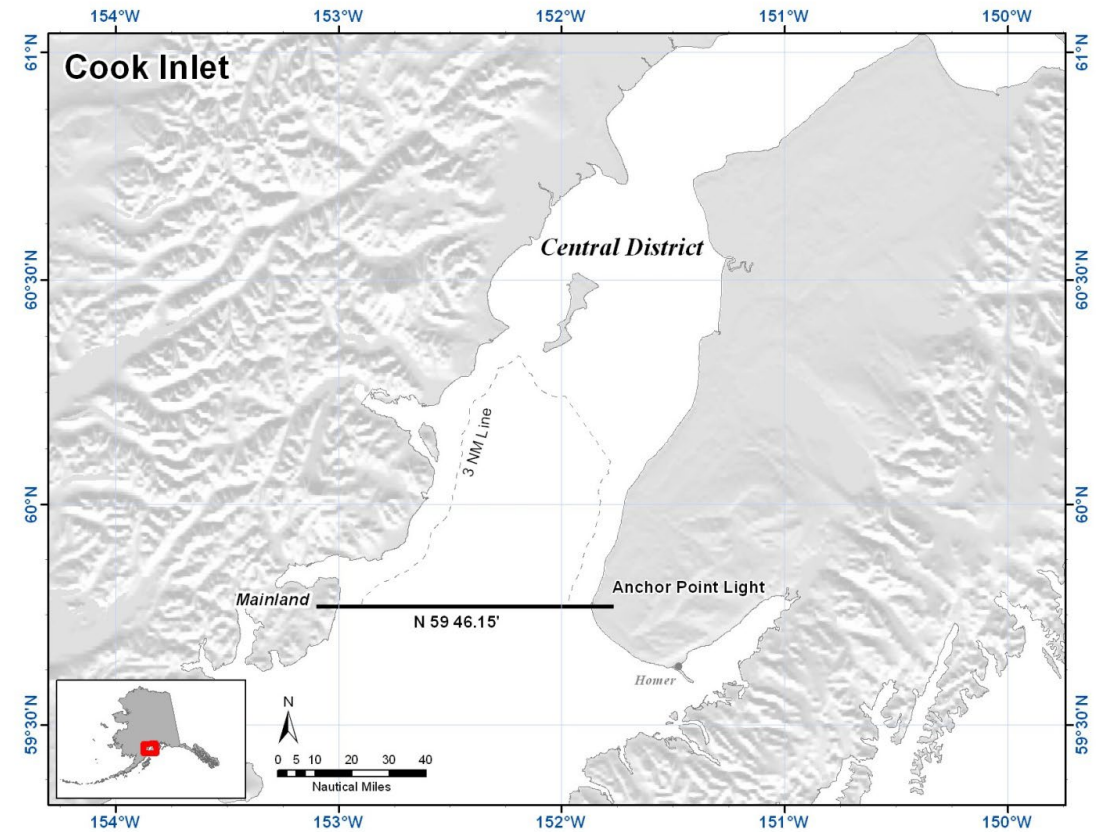 154°W 153°W 152°W 151°W 150°W
Cook Inlet
61°N 61°N
Central District
60°30'N 60°30'N
3 NM Line
60°N 60°N
Anchor Point Light
Mainland
N 59 46.15'
Homer
59°30'N 59°30'N
N
0 5 10 20 30 40
Nautical Miles
154°W 153°W 152°W 151°W 150°W